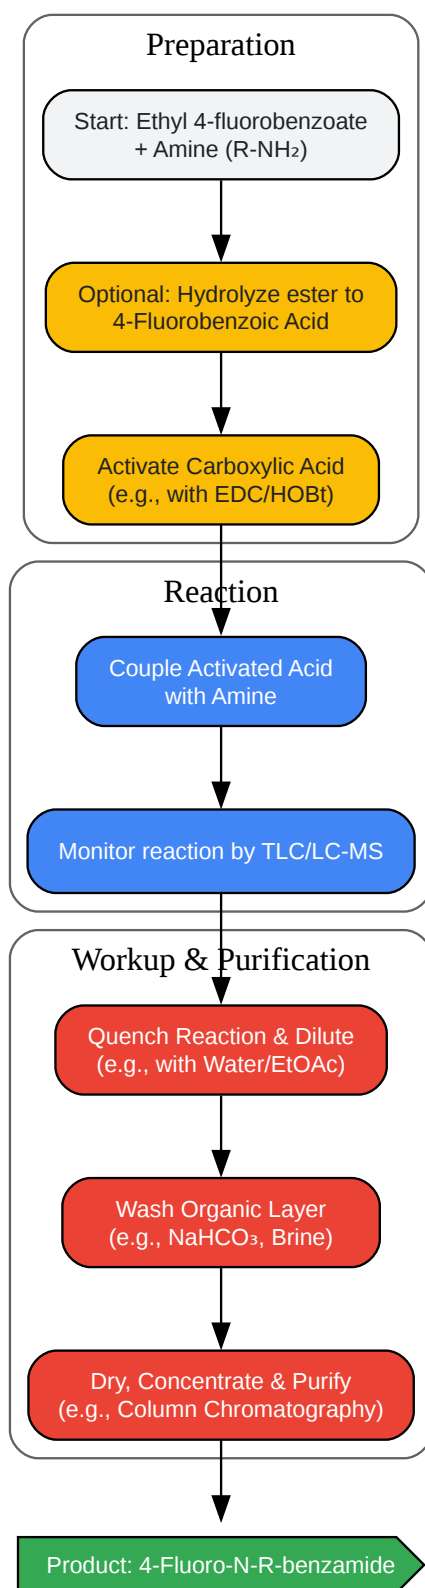 Preparation
Start: Ethyl 4-fluorobenzoate
+ Amine (R-NH₂)
Optional: Hydrolyze ester to
4-Fluorobenzoic Acid
Activate Carboxylic Acid
(e.g., with EDC/HOBt)
Reaction
Couple Activated Acid
with Amine
Monitor reaction by TLC/LC-MS
Workup & Purification
Quench Reaction & Dilute
(e.g., with Water/EtOAc)
Wash Organic Layer
(e.g., NaHCO₃, Brine)
Dry, Concentrate & Purify
(e.g., Column Chromatography)
Product: 4-Fluoro-N-R-benzamide